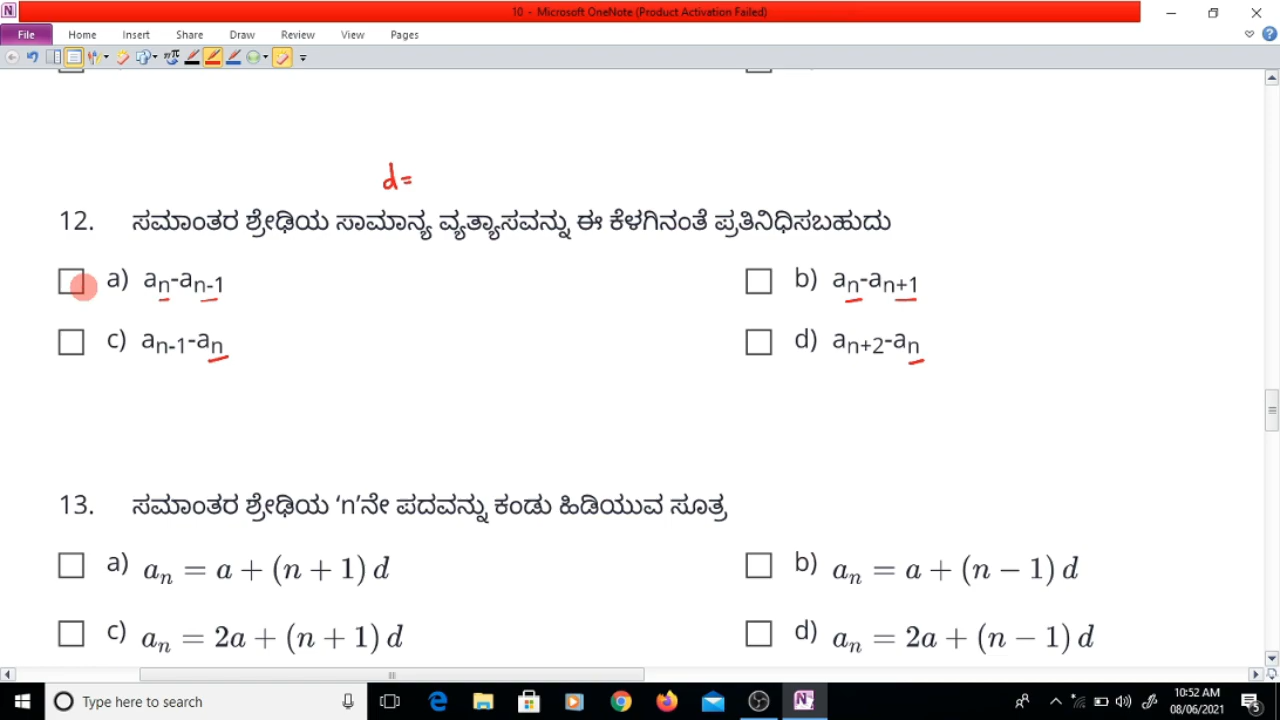 10 - Microsoft OneNote (Product Activation Failed)
File Home Insert Share Draw Review View Pages
d=
12. ಸಮಾಂತರ ಶ್ರೇಢಿಯ ಸಾಮಾನ್ಯ ವ್ಯತ್ಯಾಸವನ್ನು ಈ ಕೆಳಗಿನಂತೆ ಪ್ರತಿನಿಧಿಸಬಹುದು
a) aₙ-aₙ₋₁ b) aₙ-aₙ₊₁
c) aₙ₋₁-aₙ d) aₙ₊₂-aₙ
13. ಸಮಾಂತರ ಶ್ರೇಢಿಯ ‘n’ನೇ ಪದವನ್ನು ಕಂಡು ಹಿಡಿಯುವ ಸೂತ್ರ
a) aₙ = a + (n + 1) d b) aₙ = a + (n − 1) d
c) aₙ = 2a + (n + 1) d d) aₙ = 2a + (n − 1) d
Type here to search 10:52 AM
08/06/2021 5